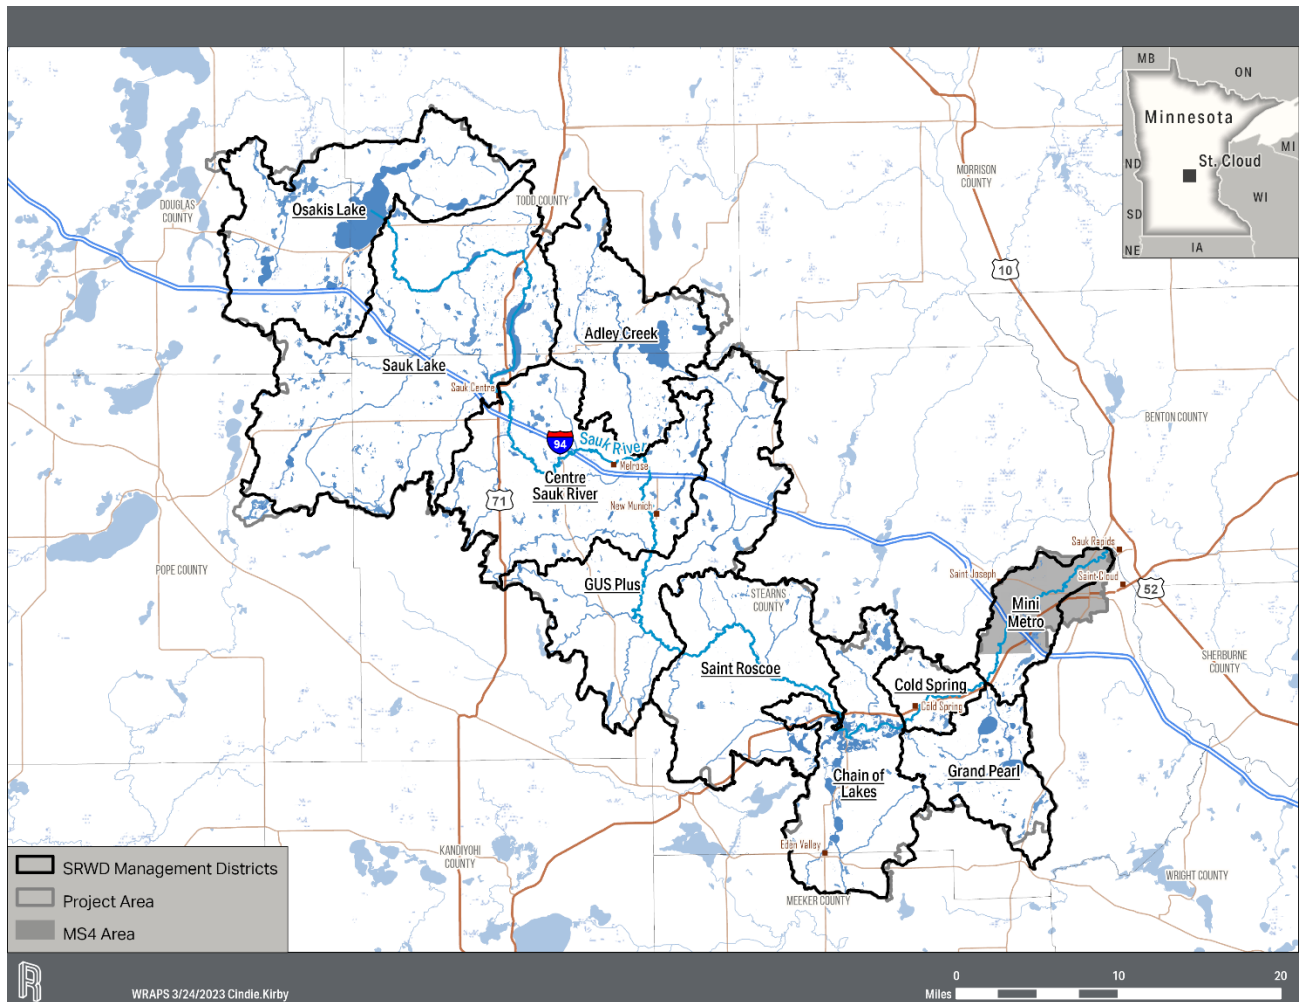 MB
ON
Minnesota
MI
ND
St. Cloud
WI
SD
NE
IA
MORRISON
COUNTY
DOUGLAS
COUNTY
TODD COUNTY
Osakis Lake
10
Adley Creek
Sauk Lake
Sauk Centre
BENTON COUNTY
94
Sauk River
Melrose
Centre
Sauk River
71
New Munich
Sauk Rapids
POPE COUNTY
GUS Plus
STEARNS
COUNTY
Saint Joseph
Saint Cloud
52
Mini
Metro
SHERBURNE
COUNTY
Saint Roscoe
Cold Spring
Cold Spring
Chain of
Lakes
Grand Pearl
KANDIYOHI
COUNTY
Eden Valley
WRIGHT COUNTY
MEEKER COUNTY
SRWD Management Districts
Project Area
MS4 Area
WRAPS 3/24/2023 Cindie.Kirby
0 10 20
Miles